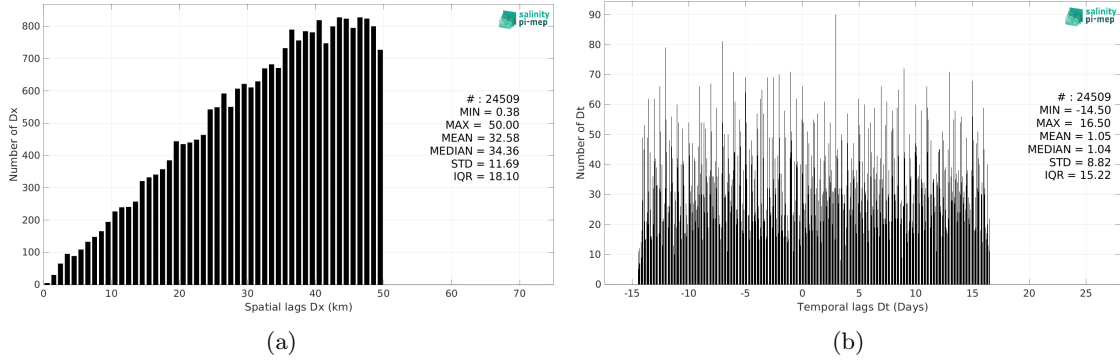 800
700
600
500
400
300
200
100
0
Number of Dx
0 10 20 30 40 50 60 70
Spatial lags Dx (km)
salinity
pi-mep
# : 24509
MIN = 0.38
MAX = 50.00
MEAN = 32.58
MEDIAN = 34.36
STD = 11.69
IQR = 18.10
(a)
90
80
70
60
50
40
30
20
10
0
Number of Dt
-15 -10 -5 0 5 10 15 20 25
Temporal lags Dt (Days)
salinity
pi-mep
# : 24509
MIN = -14.50
MAX = 16.50
MEAN = 1.05
MEDIAN = 1.04
STD = 8.82
IQR = 15.22
(b)